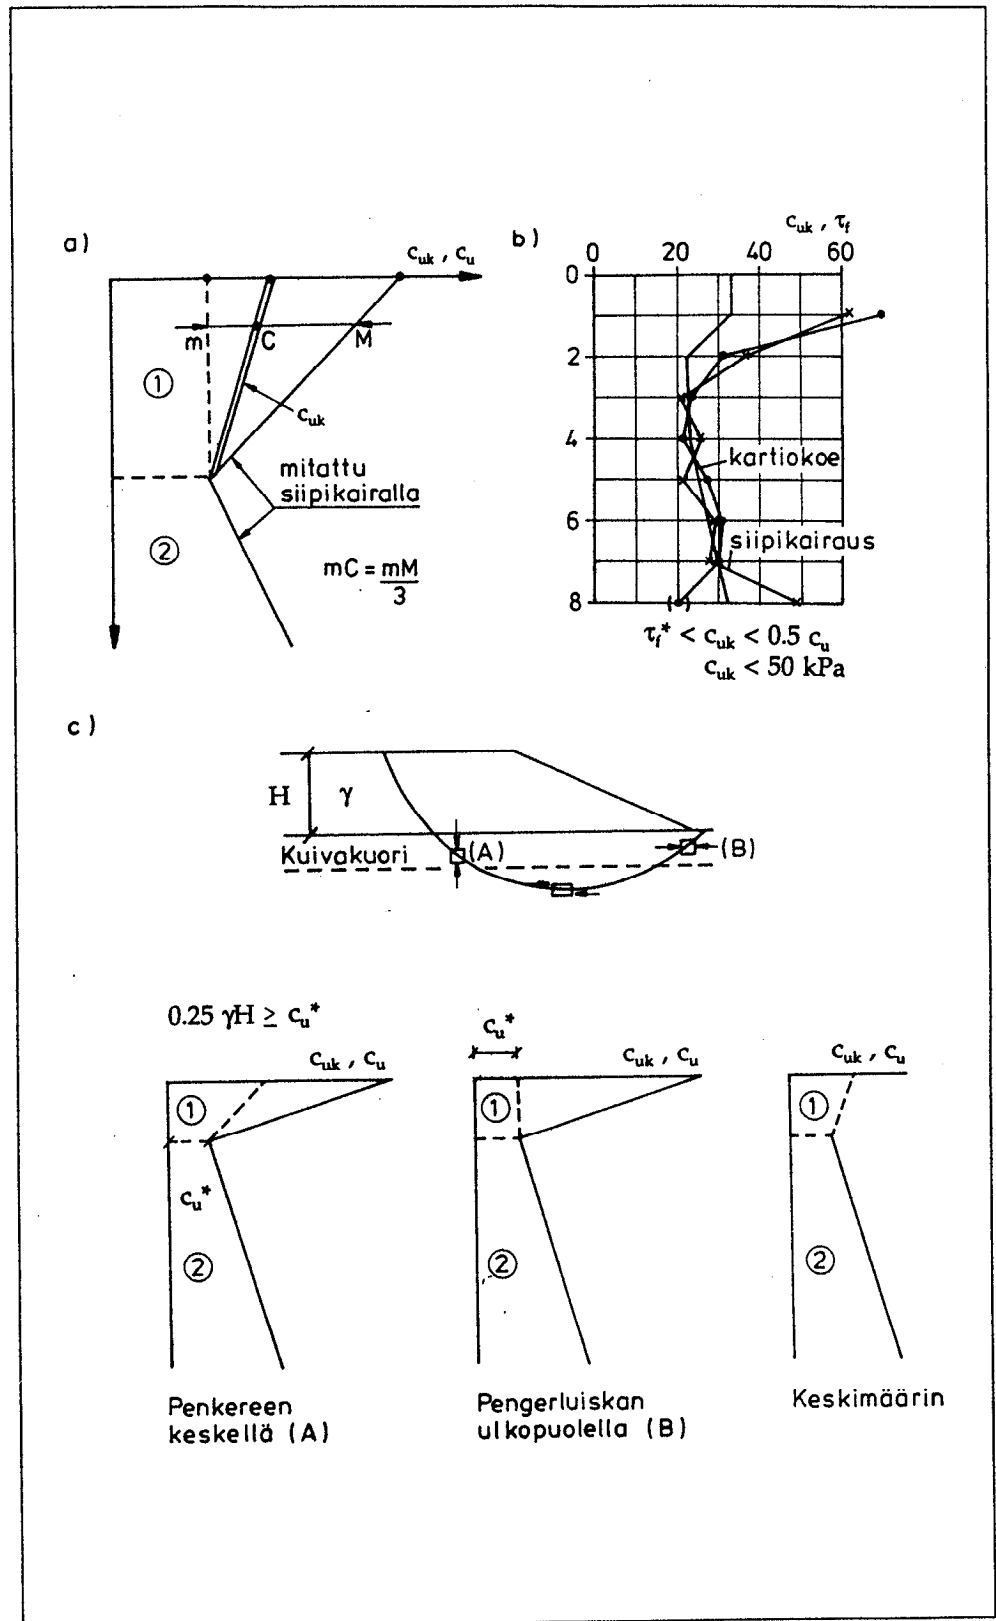 a)
c_uk , c_u
m
C
M
①
c_uk
mitattu
siipikairalla
②
mC = mM/3
b)
c_uk , τ_f
0 20 40 60
0
2
4
kartiokoe
6
siipikairaus
8
( )
τ_f* < c_uk < 0.5 c_u
c_uk < 50 kPa
c)
H
γ
Kuivakuori
(A)
(B)
0.25 γH ≥ c_u*
c_uk , c_u
①
c_u*
②
Penkereen
keskellä (A)
c_u*
c_uk , c_u
①
②
Pengerluiskan
ulkopuolella (B)
c_uk , c_u
①
②
Keskimäärin